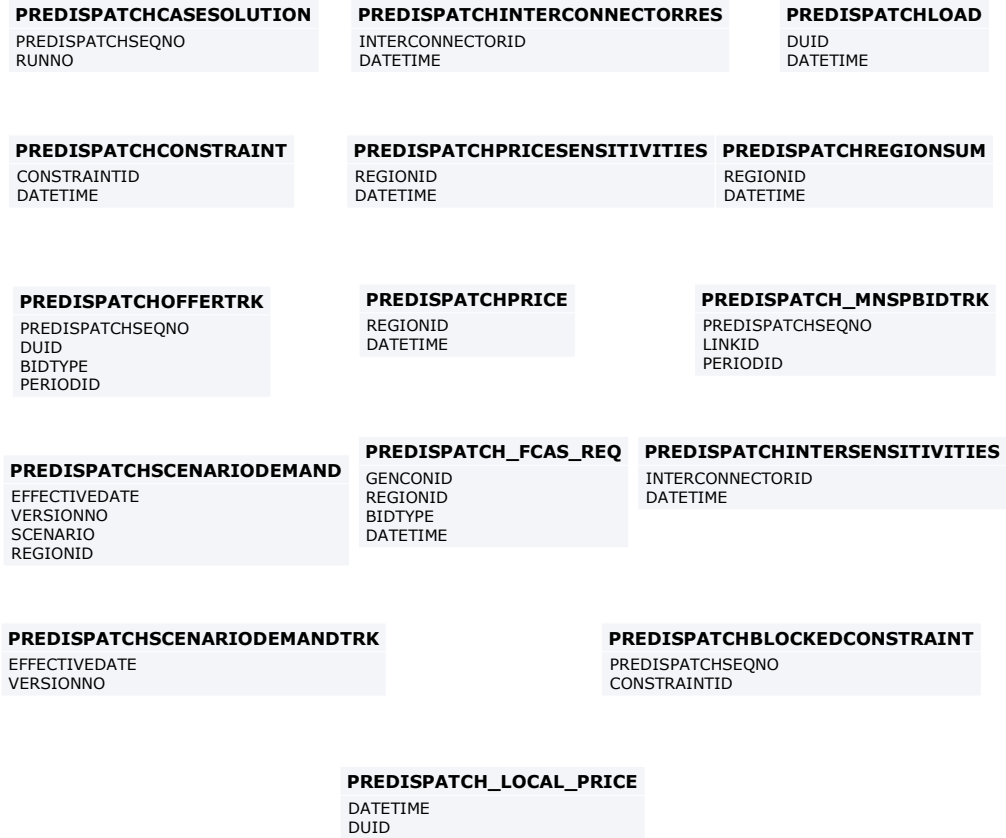 PREDISPATCHCASESOLUTION
PREDISPATCHSEQNO
RUNNO
PREDISPATCHINTERCONNECTORRES
INTERCONNECTORID
DATETIME
PREDISPATCHLOAD
DUID
DATETIME
PREDISPATCHCONSTRAINT
CONSTRAINTID
DATETIME
PREDISPATCHPRICESENSITIVITIES
REGIONID
DATETIME
PREDISPATCHREGIONSUM
REGIONID
DATETIME
PREDISPATCHOFFERTRK
PREDISPATCHSEQNO
DUID
BIDTYPE
PERIODID
PREDISPATCHPRICE
REGIONID
DATETIME
PREDISPATCH_MNSPBIDTRK
PREDISPATCHSEQNO
LINKID
PERIODID
PREDISPATCHSCENARIODEMAND
EFFECTIVEDATE
VERSIONNO
SCENARIO
REGIONID
PREDISPATCH_FCAS_REQ
GENCONID
REGIONID
BIDTYPE
DATETIME
PREDISPATCHINTERSENSITIVITIES
INTERCONNECTORID
DATETIME
PREDISPATCHSCENARIODEMANDTRK
EFFECTIVEDATE
VERSIONNO
PREDISPATCHBLOCKEDCONSTRAINT
PREDISPATCHSEQNO
CONSTRAINTID
PREDISPATCH_LOCAL_PRICE
DATETIME
DUID